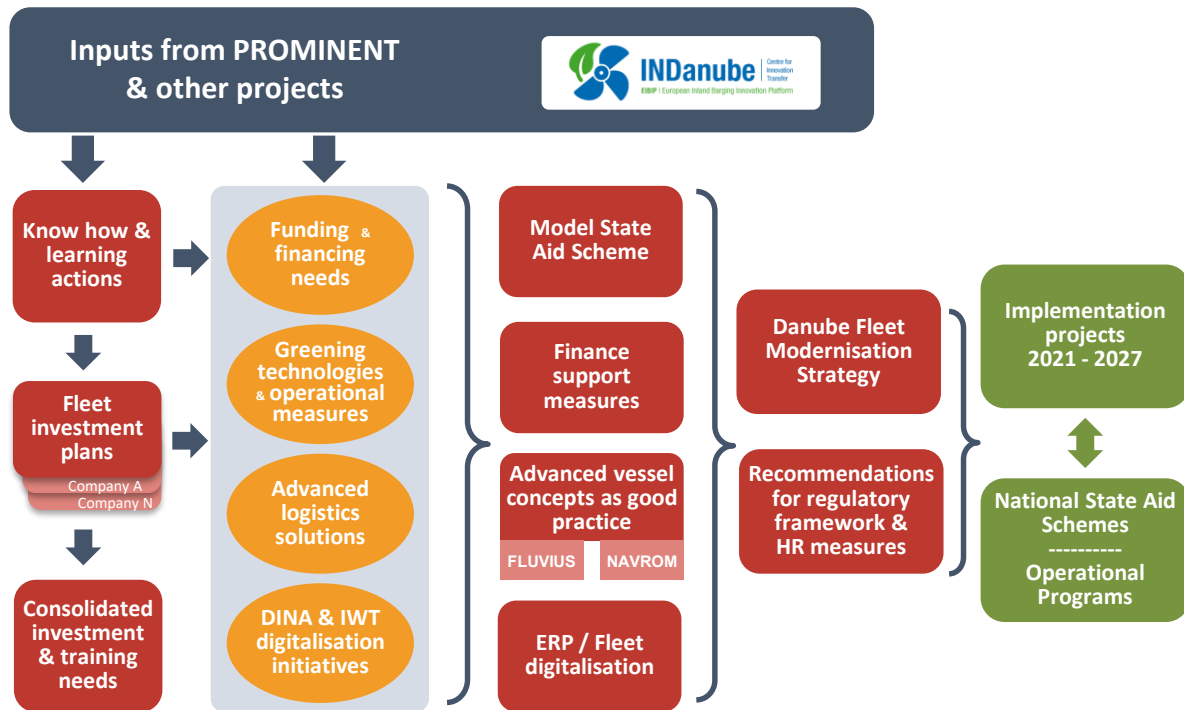 Inputs from PROMINENT
& other projects
INDanube
Centre for
Innovation
Transfer
EIBIP | European Inland Barging Innovation Platform
Know how &
learning
actions
Fleet
investment
plans
Company A
Company N
Consolidated
investment
& training
needs
Funding &
financing
needs
Greening
technologies
& operational
measures
Advanced
logistics
solutions
DINA & IWT
digitalisation
initiatives
Model State
Aid Scheme
Finance
support
measures
Advanced vessel
concepts as good
practice
FLUVIUS
NAVROM
ERP / Fleet
digitalisation
Danube Fleet
Modernisation
Strategy
Recommendations
for regulatory
framework &
HR measures
Implementation
projects
2021 - 2027
National State Aid
Schemes
----------
Operational
Programs